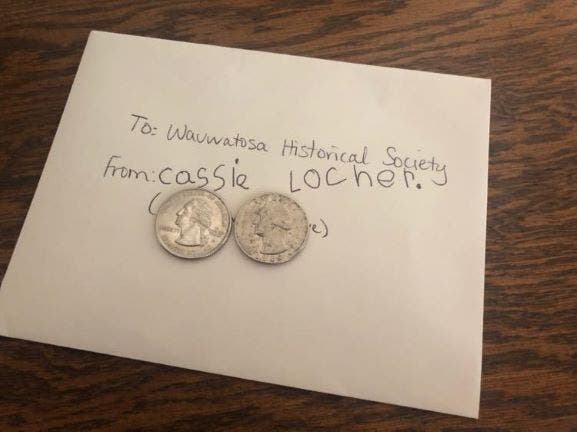 To: Wauwatosa Historical Society
From: cassie LOCher.
(
e)